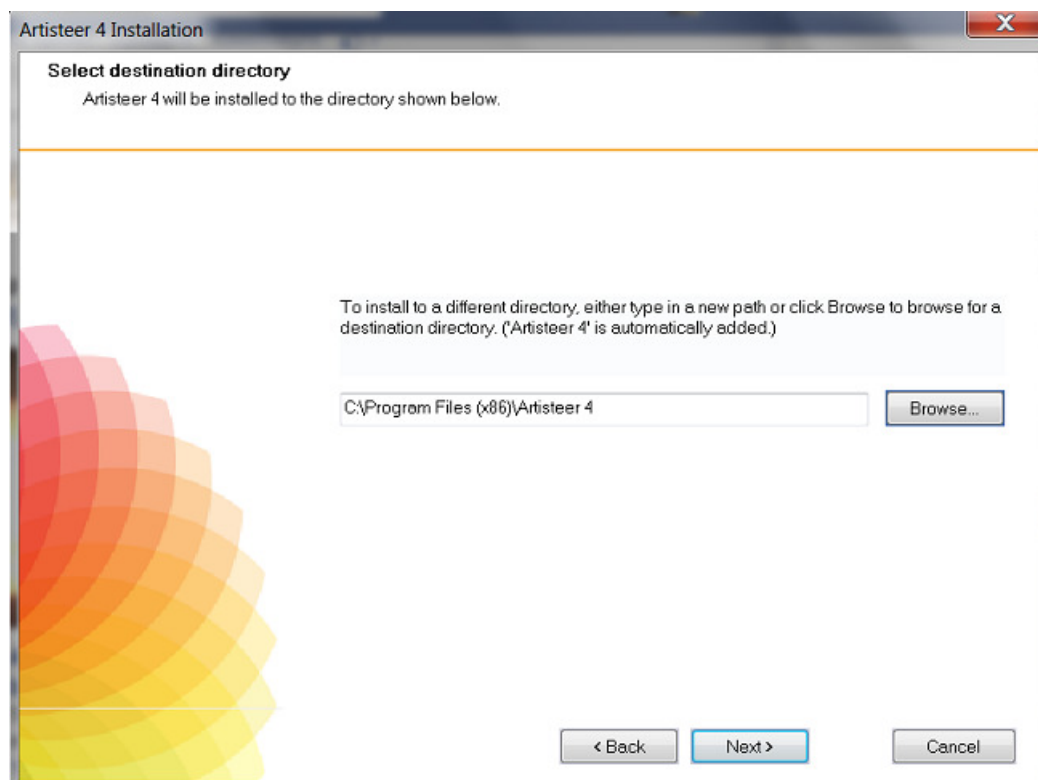 Artisteer 4 Installation
X
Select destination directory
Artisteer 4 will be installed to the directory shown below.
To install to a different directory, either type in a new path or click Browse to browse for a
destination directory. ('Artisteer 4' is automatically added.)
C:\Program Files (x86)\Artisteer 4
Browse...
< Back
Next >
Cancel